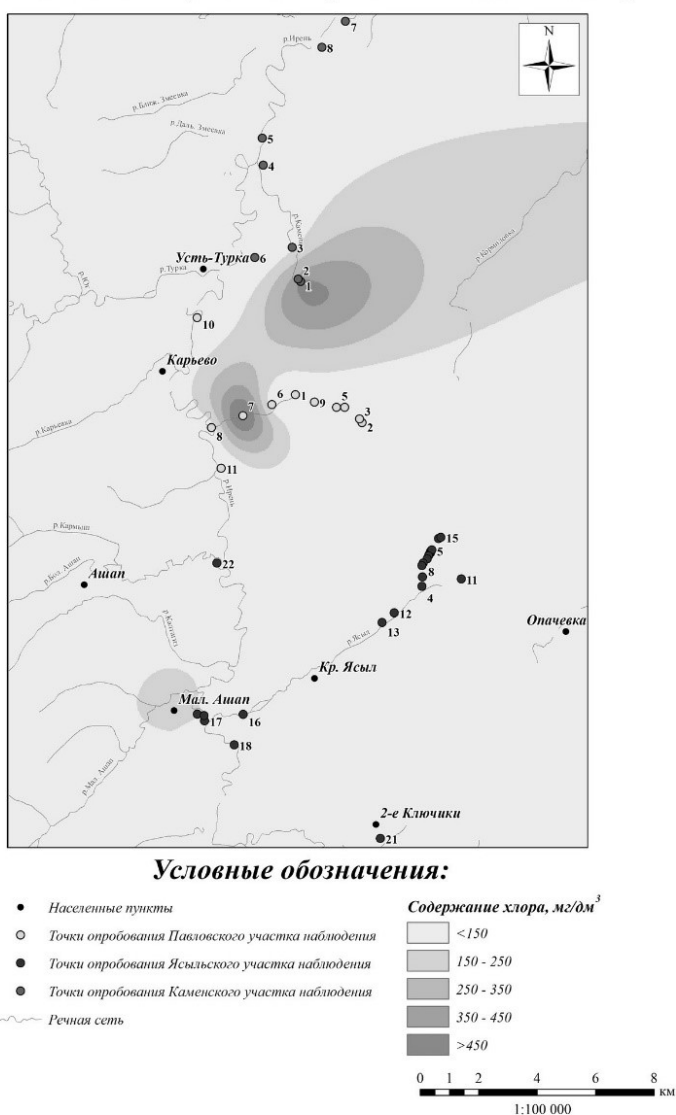 7
N
р.Ирень
8
р.Ближ. Змеевка
р.Даль. Змеевка
5
4
р.Каменка
3
Усть-Турка
6
р.Турка
2
1
р.Юг
10
Карьево
7
6
1
9
5
3
2
8
р.Карьевка
11
р.Ирень
р.Кармыш
15
5
22
8
р.Бол. Ашап
Ашап
11
4
12
13
Опачевка
р.Ясыл
Кр. Ясыл
Мал. Ашап
17
16
18
р.Мал. Ашап
2-е Ключики
21
Условные обозначения:
Населенные пункты
Точки опробования Павловского участка наблюдения
Точки опробования Ясыльского участка наблюдения
Точки опробования Каменского участка наблюдения
Речная сеть
Содержание хлора, мг/дм³
<150
150 - 250
250 - 350
350 - 450
>450
0 1 2 4 6 8
км
1:100 000